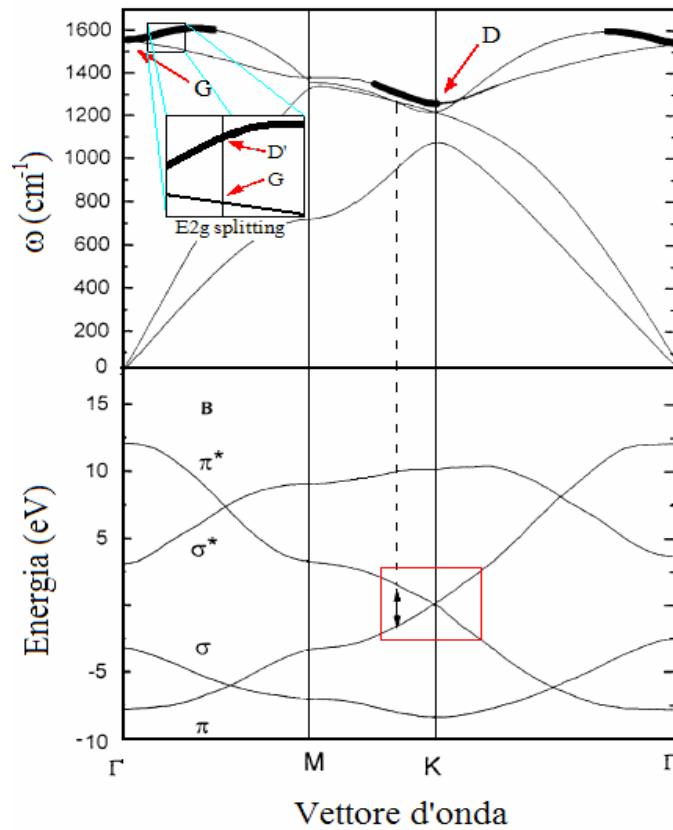 1600
1400
1200
1000
800
600
400
200
0
ω (cm⁻¹)
G
D
D'
G
E2g splitting
15
10
5
-5
-10
Energia (eV)
B
π*
σ*
σ
π
Γ
M
K
Γ
Vettore d'onda